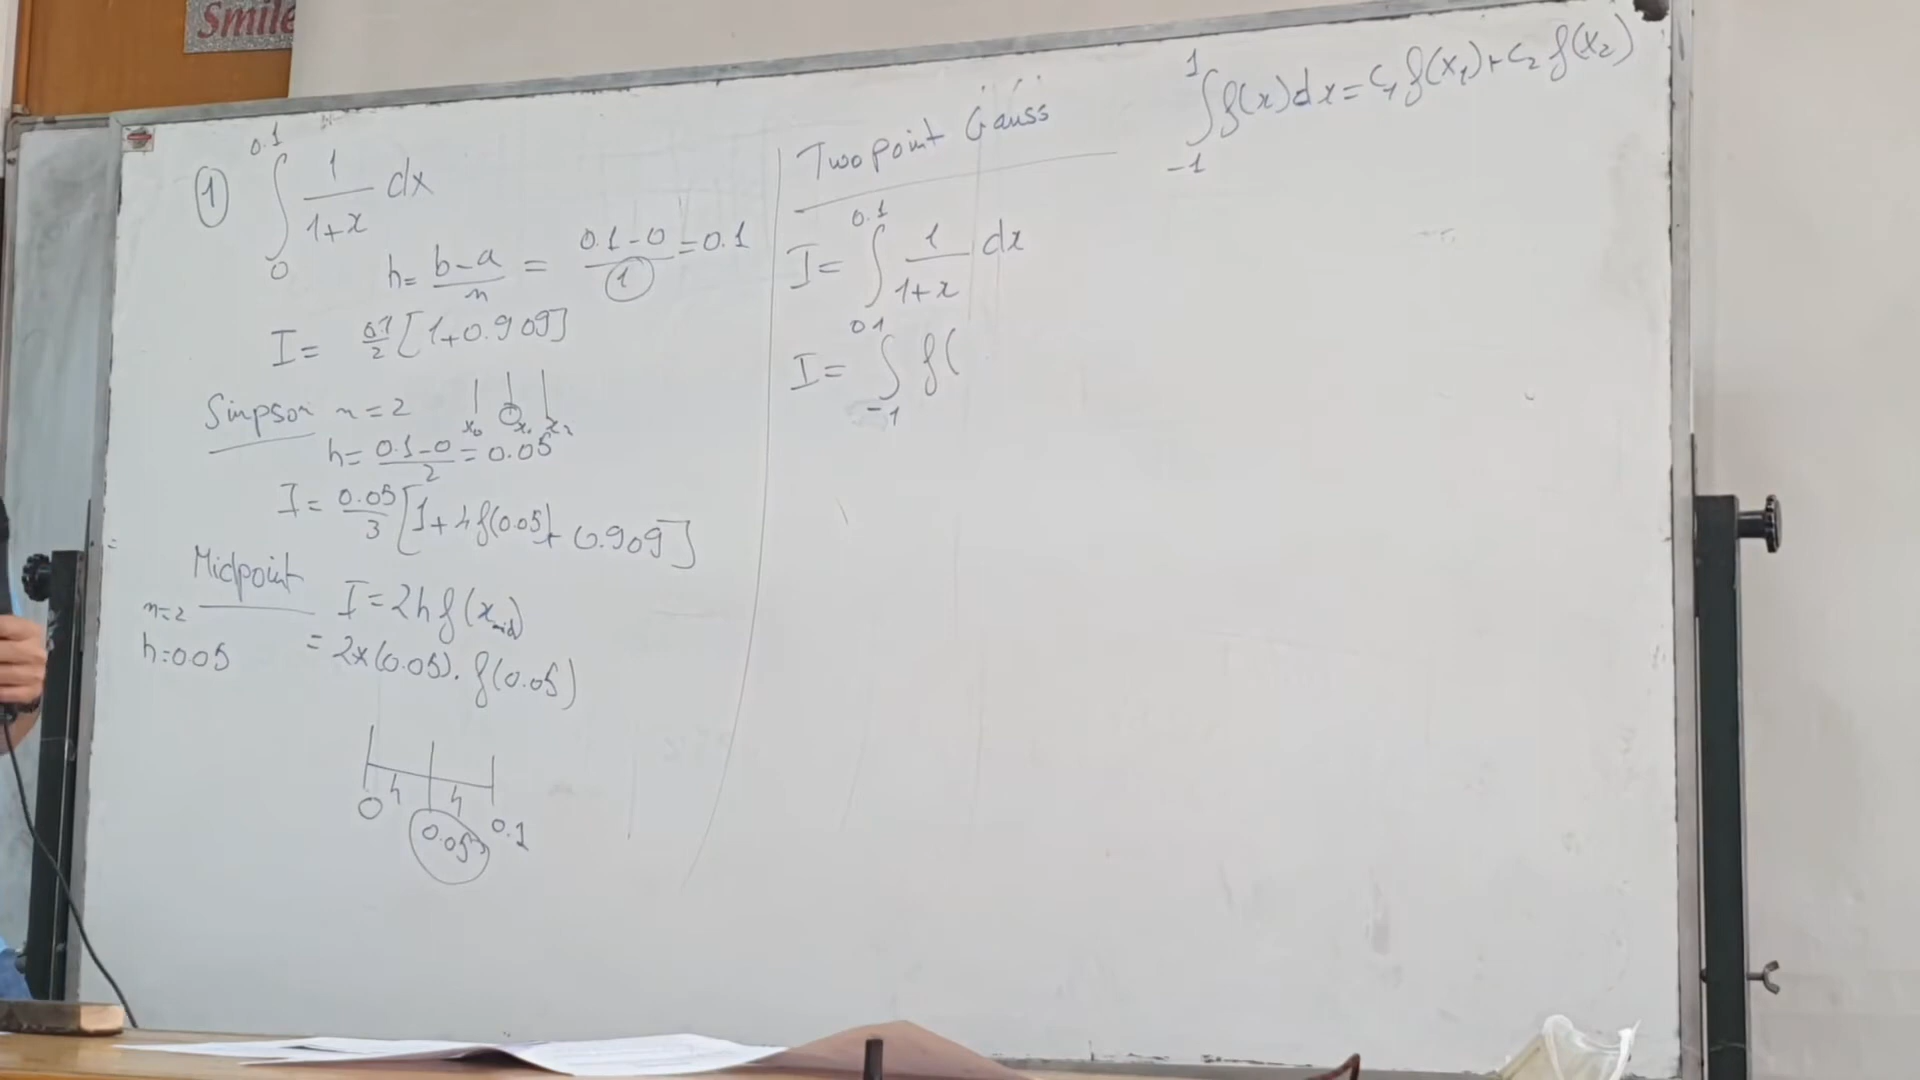 Smile
① ∫₀^0.1 1/(1+x) dx
h = (b-a)/n = (0.1-0)/1 = 0.1
I = 0.1/2 [1+0.909]
Simpson n=2
x₀ x₁ x₂
h = (0.1-0)/2 = 0.05
I = 0.05/3 [1+4f(0.05)+0.909]
Midpoint
n=2
h=0.05
I = 2h f(x_mid)
= 2×(0.05). f(0.05)
h h
0 0.05 0.1
Two point Gauss
I = ∫₀.₁ 1/(1+x) dx
I = ∫₋₁^0.1 f(
∫₋₁^1 f(x)dx = c₁ f(x₁) + c₂ f(x₂)